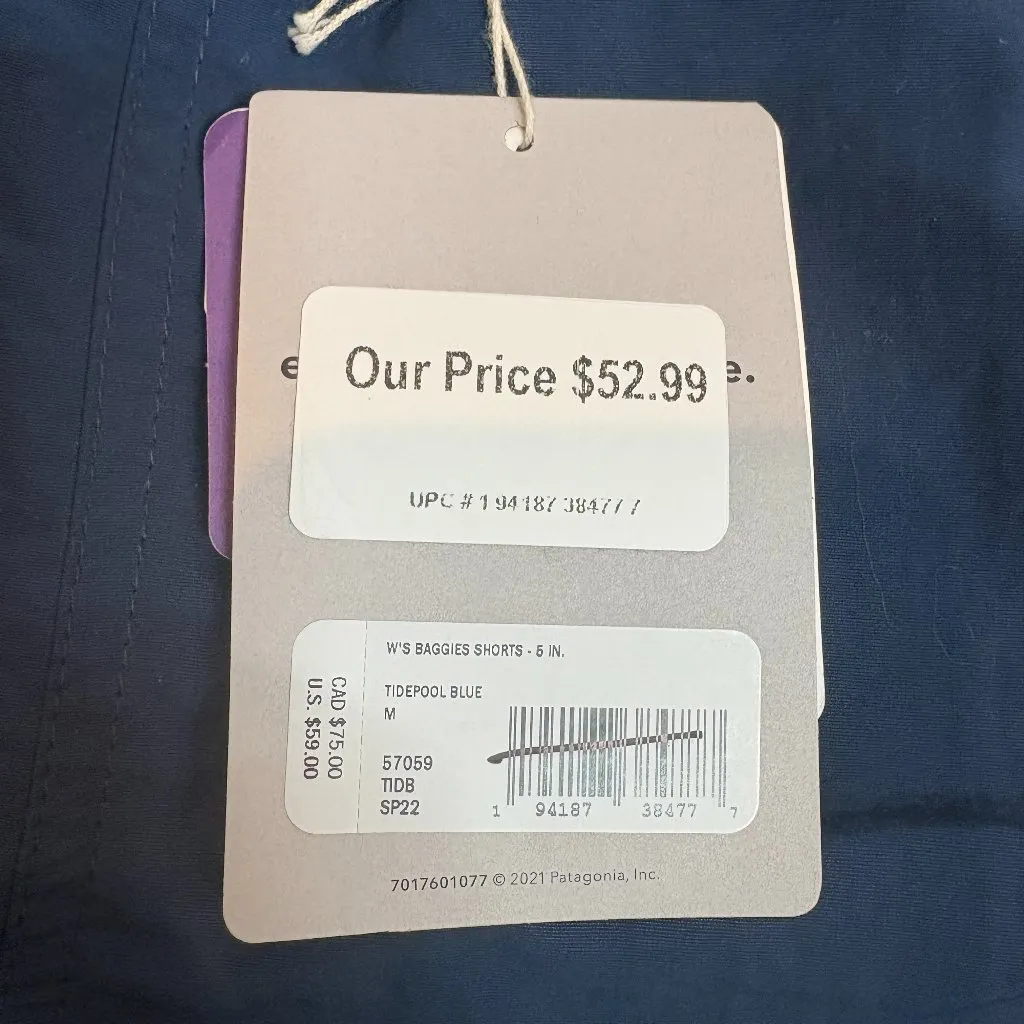 e e.
Our Price $52.99
UPC # 1 94187 38477 7
W'S BAGGIES SHORTS - 5 IN.
TIDEPOOL BLUE
M
57059
TIDB
SP22
CAD $75.00
U.S. $59.00
1 94187 38477 7
7017601077 © 2021 Patagonia, Inc.